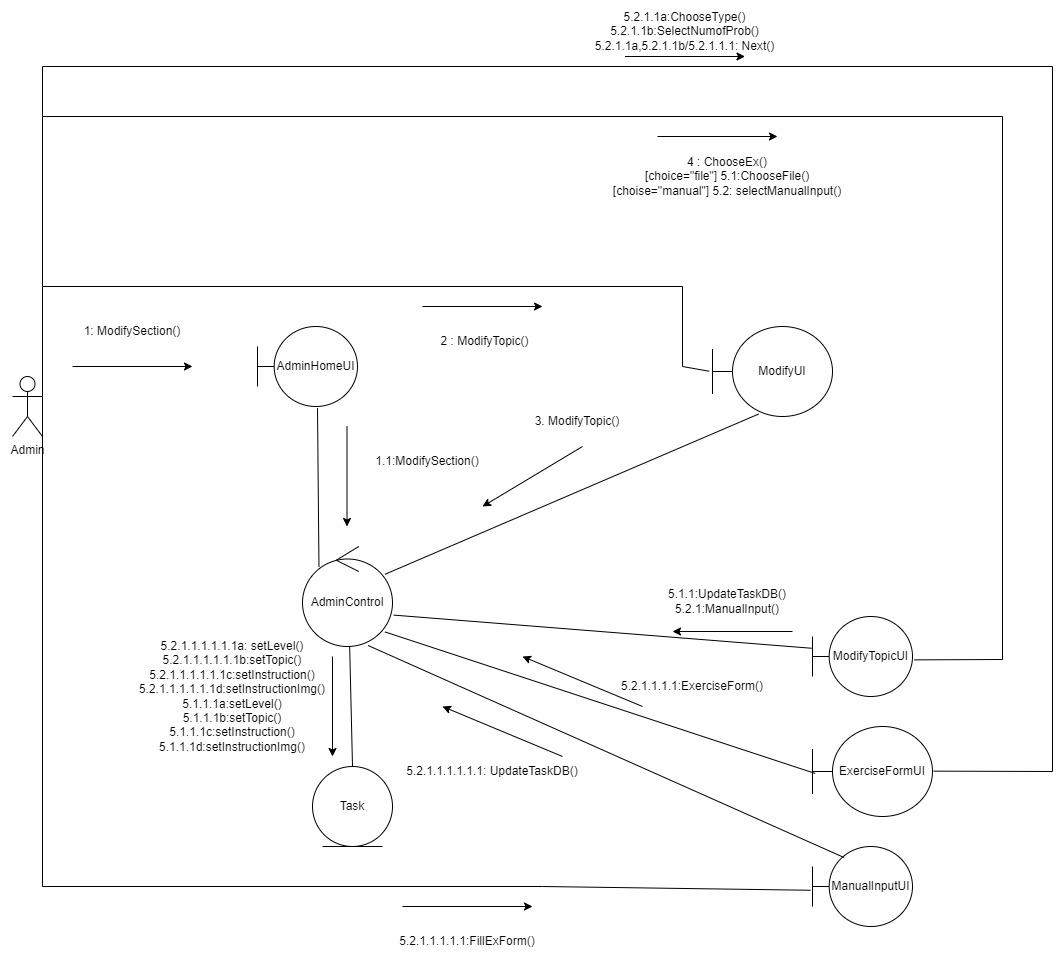 5.2.1.1a:ChooseType()
5.2.1.1b:SelectNumofProb()
5.2.1.1a,5.2.1.1b/5.2.1.1.1: Next()
4 : ChooseEx()
[choice="file"] 5.1:ChooseFile()
[choise="manual"] 5.2: selectManualInput()
1: ModifySection()
2 : ModifyTopic()
AdminHomeUI
ModifyUI
Admin
3. ModifyTopic()
1.1:ModifySection()
AdminControl
5.1.1:UpdateTaskDB()
5.2.1:ManualInput()
ModifyTopicUI
5.2.1.1.1.1.1.1a: setLevel()
5.2.1.1.1.1.1.1b:setTopic()
5.2.1.1.1.1.1.1c:setInstruction()
5.2.1.1.1.1.1.1d:setInstructionImg()
5.1.1.1a:setLevel()
5.1.1.1b:setTopic()
5.1.1.1c:setInstruction()
5.1.1.1d:setInstructionImg()
5.2.1.1.1.1:ExerciseForm()
5.2.1.1.1.1.1.1: UpdateTaskDB()
ExerciseFormUI
Task
ManualInputUI
5.2.1.1.1.1.1:FillExForm()